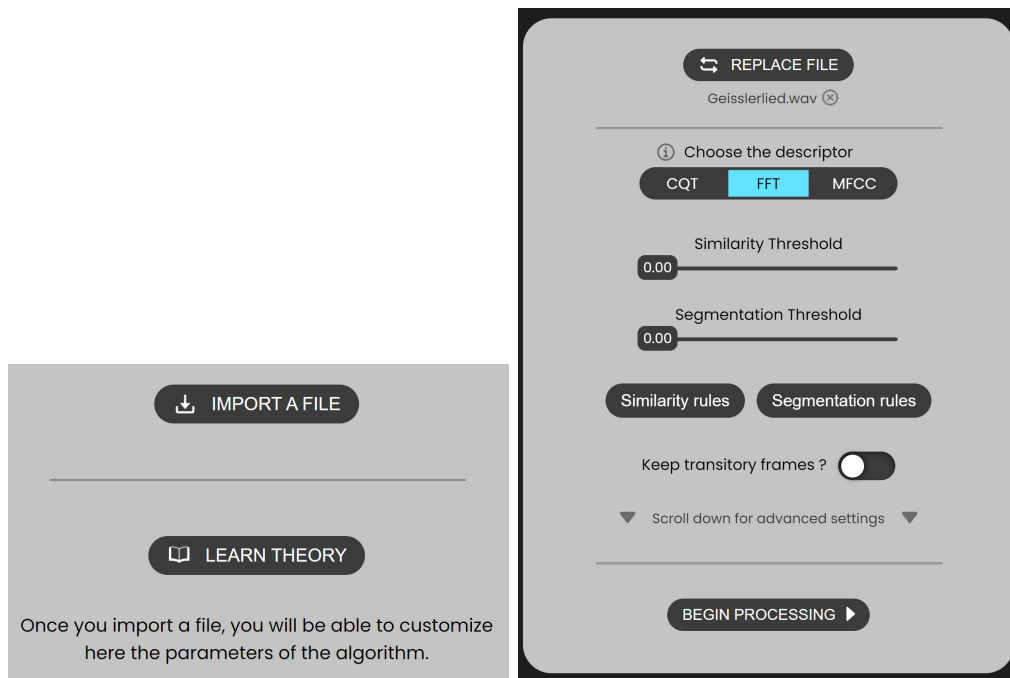 IMPORT A FILE
LEARN THEORY
Once you import a file, you will be able to customize
here the parameters of the algorithm.
REPLACE FILE
Geisslerlied.wav
Choose the descriptor
CQT FFT MFCC
Similarity Threshold
0.00
Segmentation Threshold
0.00
Similarity rules Segmentation rules
Keep transitory frames ?
Scroll down for advanced settings
BEGIN PROCESSING